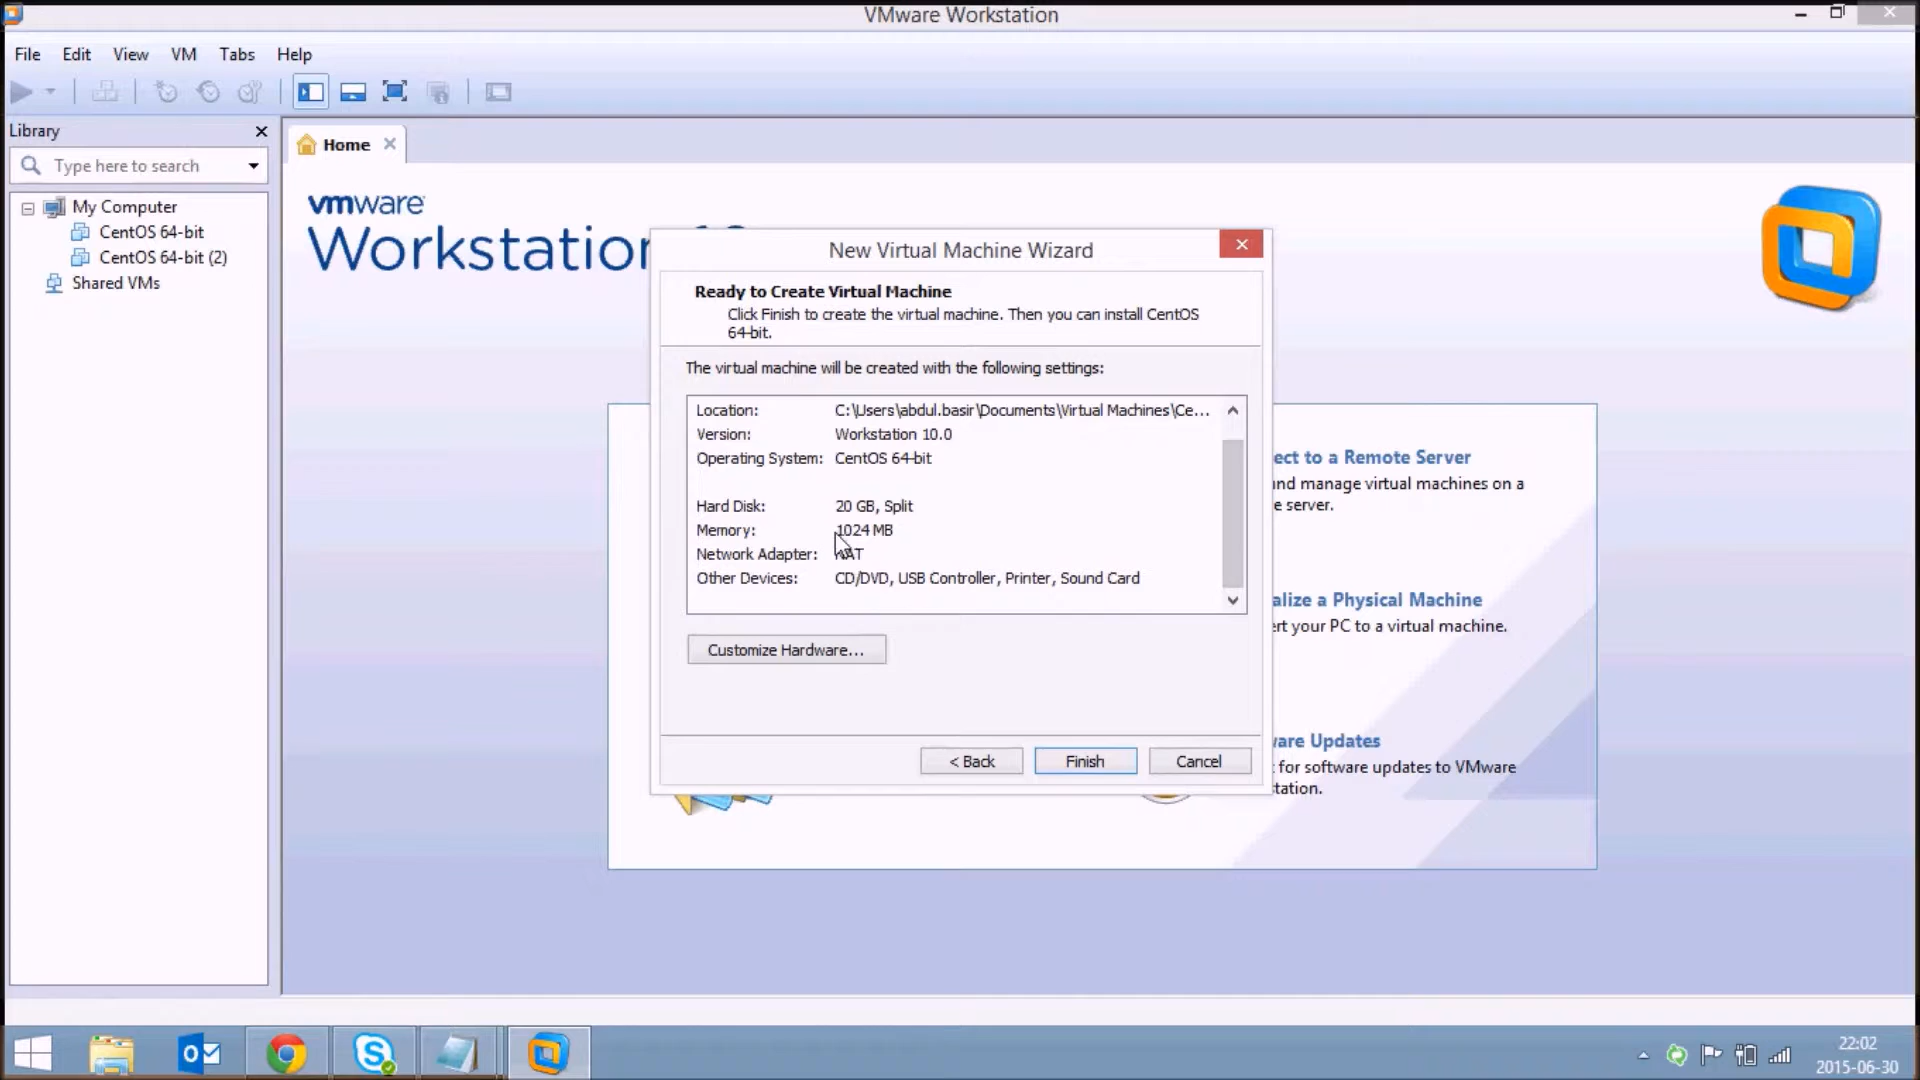 VMware Workstation
File Edit View VM Tabs Help
Library
Type here to search
My Computer
CentOS 64-bit
CentOS 64-bit (2)
Shared VMs
Home
vmware
Workstation
New Virtual Machine Wizard
Ready to Create Virtual Machine
Click Finish to create the virtual machine. Then you can install CentOS
64-bit.
The virtual machine will be created with the following settings:
Location: C:\Users\abdul.basir\Documents\Virtual Machines\Ce...
Version: Workstation 10.0
Operating System: CentOS 64-bit
Hard Disk: 20 GB, Split
Memory: 1024 MB
Network Adapter: NAT
Other Devices: CD/DVD, USB Controller, Printer, Sound Card
Customize Hardware...
< Back Finish Cancel
ect to a Remote Server
and manage virtual machines on a
e server.
alize a Physical Machine
ert your PC to a virtual machine.
ware Updates
for software updates to VMware
station.
22:02
2015-06-30